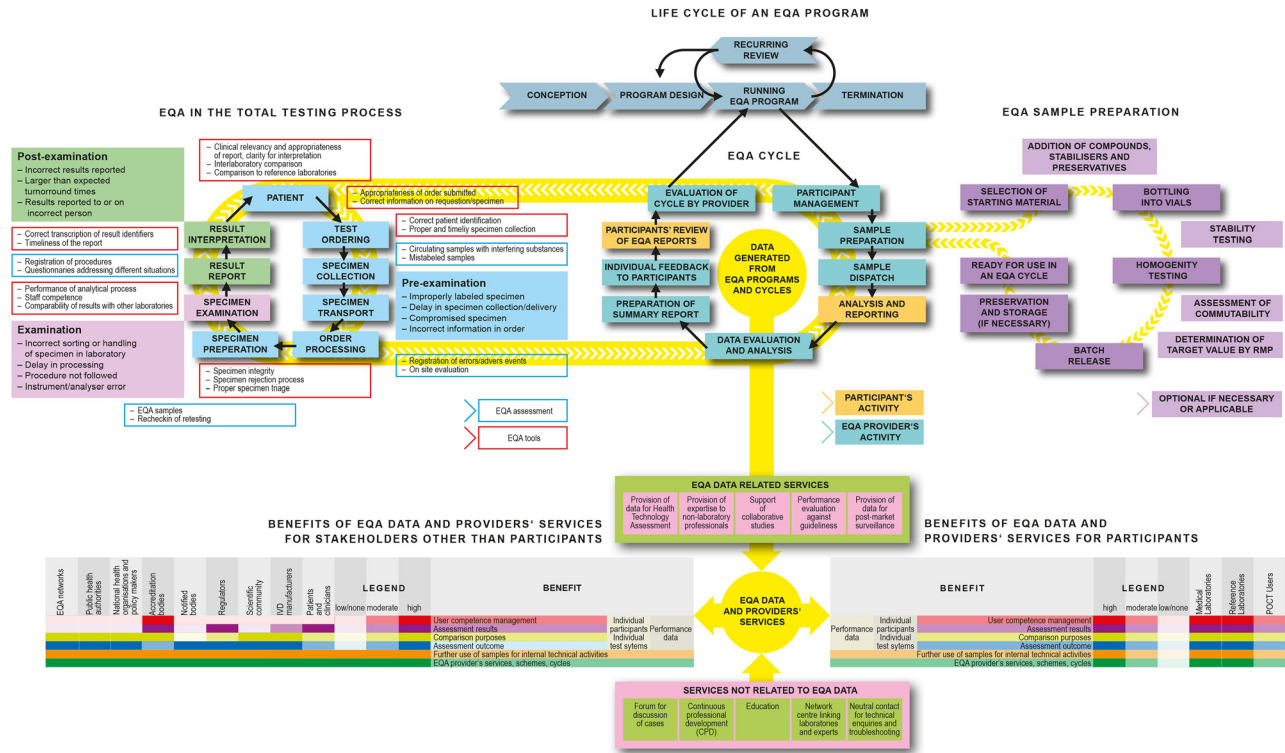 LIFE CYCLE OF AN EQA PROGRAM
RECURRING
REVIEW
CONCEPTION
PROGRAM DESIGN
RUNNING
EQA PROGRAM
TERMINATION
EQA IN THE TOTAL TESTING PROCESS
Post-examination
– Incorrect results reported
– Larger than expected
turnorround times
– Results reported to or on
incorrect person
– Clinical relevancy and appropriateness
of report, clarity for interpretation
– Interlaboratory comparison
– Comparison to reference laboratories
– Appropriateness of order submitted
– Correct information on requestion/specimen
PATIENT
– Correct transcription of result identifiers
– Timeliness of the report
RESULT
INTERPRETATION
TEST
ORDERING
– Correct patient identification
– Proper and timeliy specimen collection
– Registration of procedures
– Questionnaries addressing different situations
RESULT
REPORT
SPECIMEN
COLLECTION
– Circulating samples with interfering substances
– Mistabeled samples
– Performance of analytical process
– Staff competence
– Comparability of results with other laboratories
SPECIMEN
EXAMINATION
SPECIMEN
TRANSPORT
Pre-examination
– Improperly labeled specimen
– Delay in specimen collection/delivery
– Compromised specimen
– Incorrect information in order
Examination
– Incorrect sorting or handling
of specimen in laboratory
– Delay in processing
– Procedure not followed
– Instrument/analyser error
SPECIMEN
PREPERATION
ORDER
PROCESSING
– Registration of errors/advers events
– On site evaluation
– Specimen integrity
– Specimen rejection process
– Proper specimen triage
– EQA samples
– Recheckin of retesting
EQA assessment
EQA tools
EQA CYCLE
EVALUATION OF
CYCLE BY PROVIDER
PARTICIPANT
MANAGEMENT
PARTICIPANTS' REVIEW
OF EQA REPORTS
SAMPLE
PREPARATION
INDIVIDUAL FEEDBACK
TO PARTICIPANTS
DATA
GENERATED
FROM
EQA PROGRAMS
AND CYCLES
SAMPLE
DISPATCH
PREPARATION OF
SUMMARY REPORT
ANALYSIS AND
REPORTING
DATA EVALUATION
AND ANALYSIS
PARTICIPANT'S
ACTIVITY
EQA PROVIDER'S
ACTIVITY
EQA SAMPLE PREPARATION
ADDITION OF COMPOUNDS,
STABILISERS AND
PRESERVATIVES
SELECTION OF
STARTING MATERIAL
BOTTLING
INTO VIALS
STABILITY
TESTING
READY FOR USE IN
AN EQA CYCLE
HOMOGENITY
TESTING
PRESERVATION
AND STORAGE
(IF NECESSARY)
ASSESSMENT OF
COMMUTABILITY
DETERMINATION OF
TARGET VALUE BY RMP
BATCH
RELEASE
OPTIONAL IF NECESSARY
OR APPLICABLE
EQA DATA RELATED SERVICES
Provision of
data for Health
Technology
Assessment
Provision of
expertise to
non-laboratory
professionals
Support
of
collaborative
studies
Performance
evaluation
against
guideliness
Provision of
data for
post-market
surveillance
BENEFITS OF EQA DATA AND PROVIDERS' SERVICES
FOR STAKEHOLDERS OTHER THAN PARTICIPANTS
EQA networks
Public health
authorities
National health
organisations and
policy makers
Accreditation
bodies
Notified
bodies
Regulators
Scientific
community
IVD
manufacturers
Patients
and
clinicians
LEGEND
low/none
moderate
high
BENEFIT
User competence management
Assessment results
Comparison purposes
Assessment outcome
Further use of samples for internal technical activities
EQA provider's services, schemes, cycles
Individual
participants
Individual
test sytems
Performance
data
EQA DATA
AND PROVIDERS'
SERVICES
BENEFITS OF EQA DATA AND
PROVIDERS' SERVICES FOR PARTICIPANTS
BENEFIT
LEGEND
high
moderate
low/none
Medical
Laboratories
Reference
Laboratories
POCT Users
Performance
data
Individual
participants
Individual
test sytems
User competence management
Assessment results
Comparison purposes
Assessment outcome
Further use of samples for internal technical activities
EQA provider's services, schemes, cycles
SERVICES NOT RELATED TO EQA DATA
Forum for
discussion
of cases
Continuous
professional
development
(CPD)
Education
Network
centre linking
laboratories
and experts
Neutral contact
for technical
enquiries and
troubleshooting